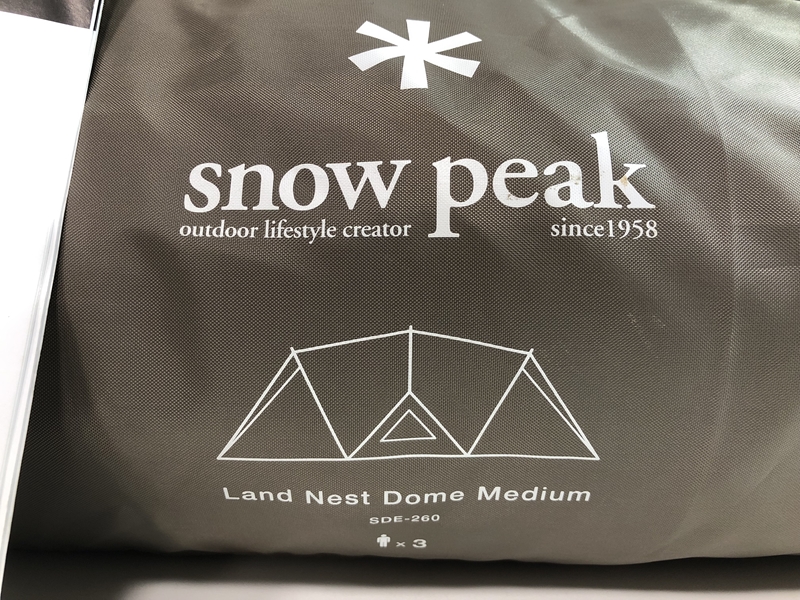 snow peak
outdoor lifestyle creator since1958
Land Nest Dome Medium
SDE-260
× 3